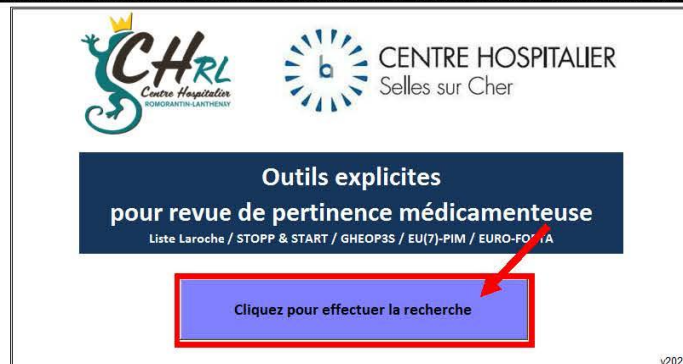 CHRL
Centre Hospitalier
ROMORANTIN-LANTHENAY
CENTRE HOSPITALIER
Selles sur Cher
Outils explicites
pour revue de pertinence médicamenteuse
Liste Laroche / STOPP & START / GHEOP3S / EU(7)-PIM / EURO-FORTA
Cliquez pour effectuer la recherche
v202